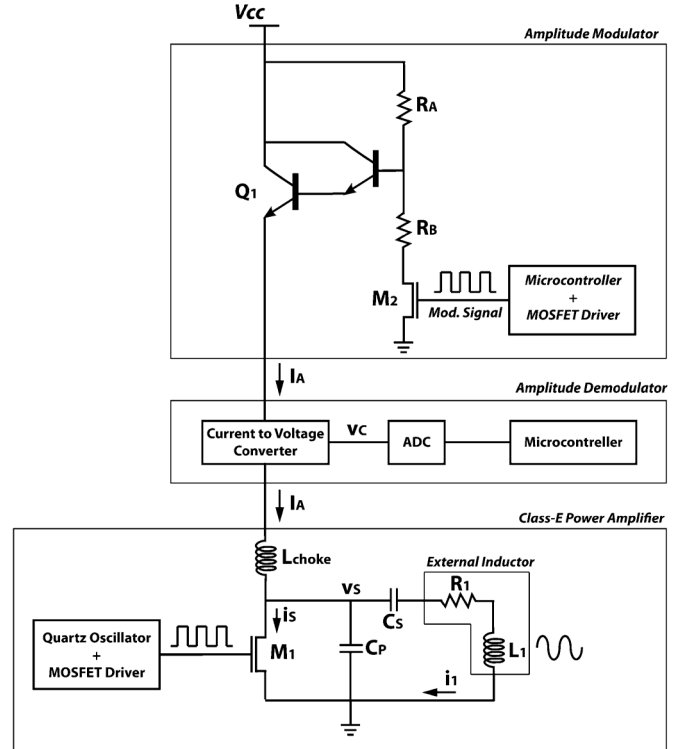 Vcc
Amplitude Modulator
RA
Q1
RB
M2
Mod. Signal
Microcontroller
+
MOSFET Driver
IA
Amplitude Demodulator
Current to Voltage
Converter
vc
ADC
Microcontreller
IA
Class-E Power Amplifier
Lchoke
External Inductor
vs
R1
is
Cs
Quartz Oscillator
+
MOSFET Driver
M1
CP
L1
i1